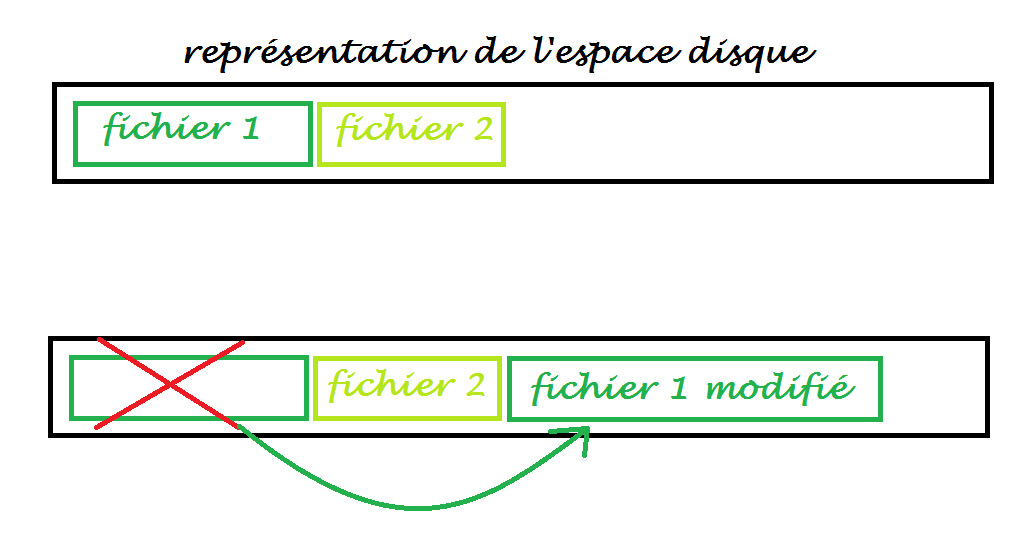 représentation de l'espace disque
fichier 1 fichier 2
fichier 2 fichier 1 modifié